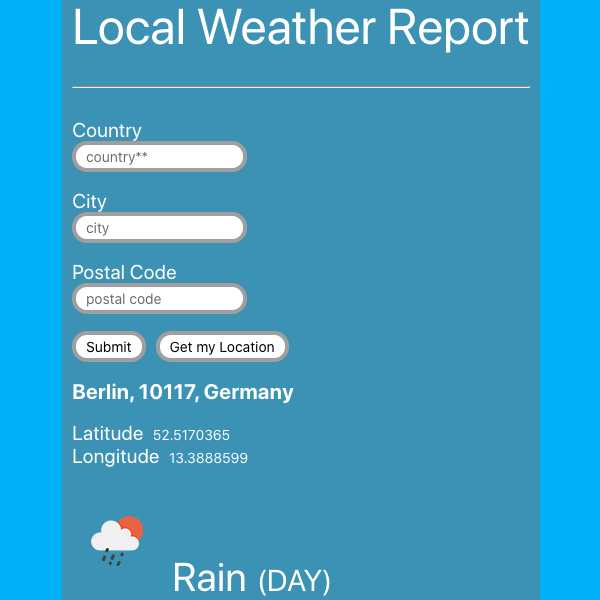 Local Weather Report
Country
country**
City
city
Postal Code
postal code
Submit Get my Location
Berlin, 10117, Germany
Latitude 52.5170365
Longitude 13.3888599
Rain (DAY)